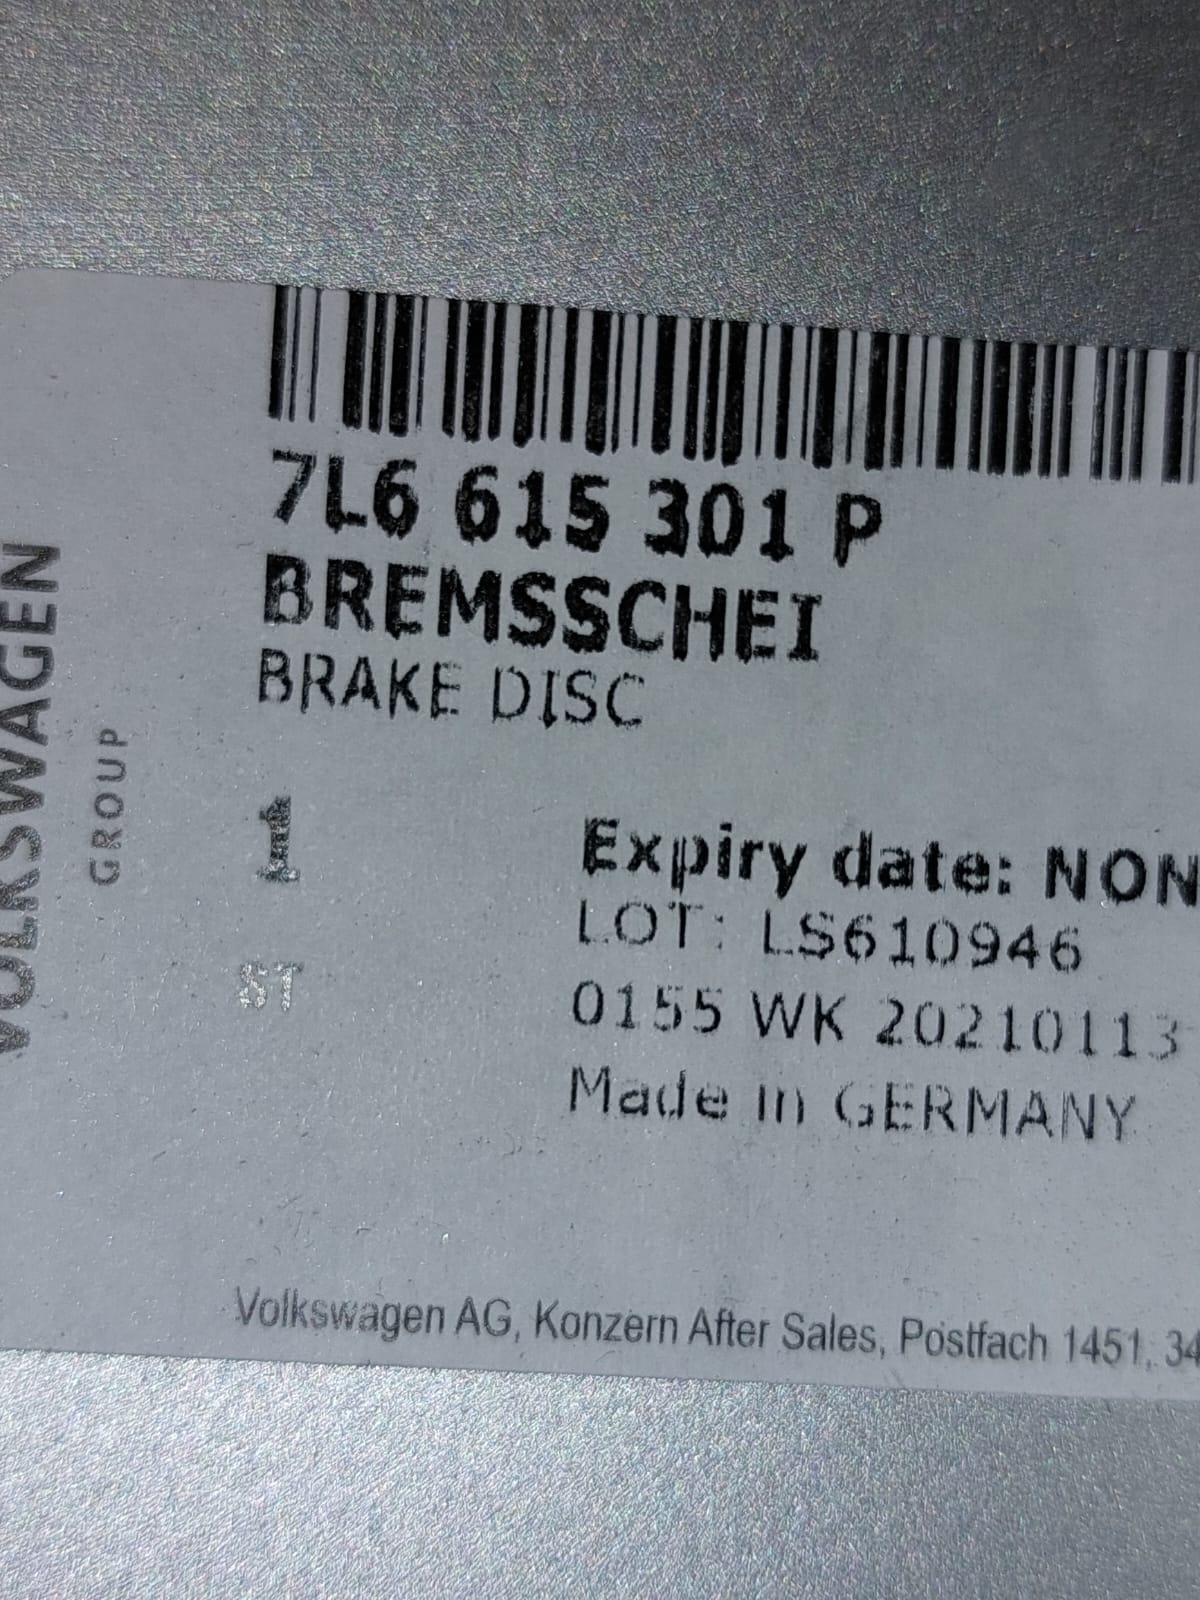 7L6 615 301 P
BREMSSCHEI
BRAKE DISC
VOLKSWAGEN
GROUP
1
ST
Expiry date: NON
LOT: LS610946
0155 WK 20210113
Made in GERMANY
Volkswagen AG, Konzern After Sales, Postfach 1451, 34